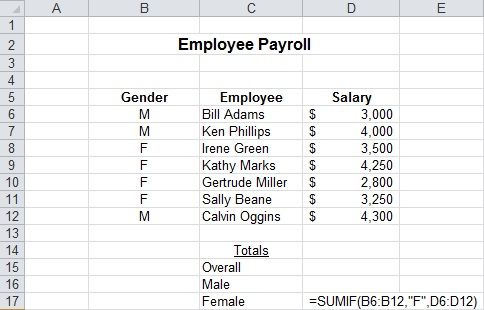 A B C D E
1
2 Employee Payroll
3
4
5 Gender Employee Salary
6 M Bill Adams $ 3,000
7 M Ken Phillips $ 4,000
8 F Irene Green $ 3,500
9 F Kathy Marks $ 4,250
10 F Gertrude Miller $ 2,800
11 F Sally Beane $ 3,250
12 M Calvin Oggins $ 4,300
13
14 Totals
15 Overall
16 Male
17 Female =SUMIF(B6:B12,"F",D6:D12)